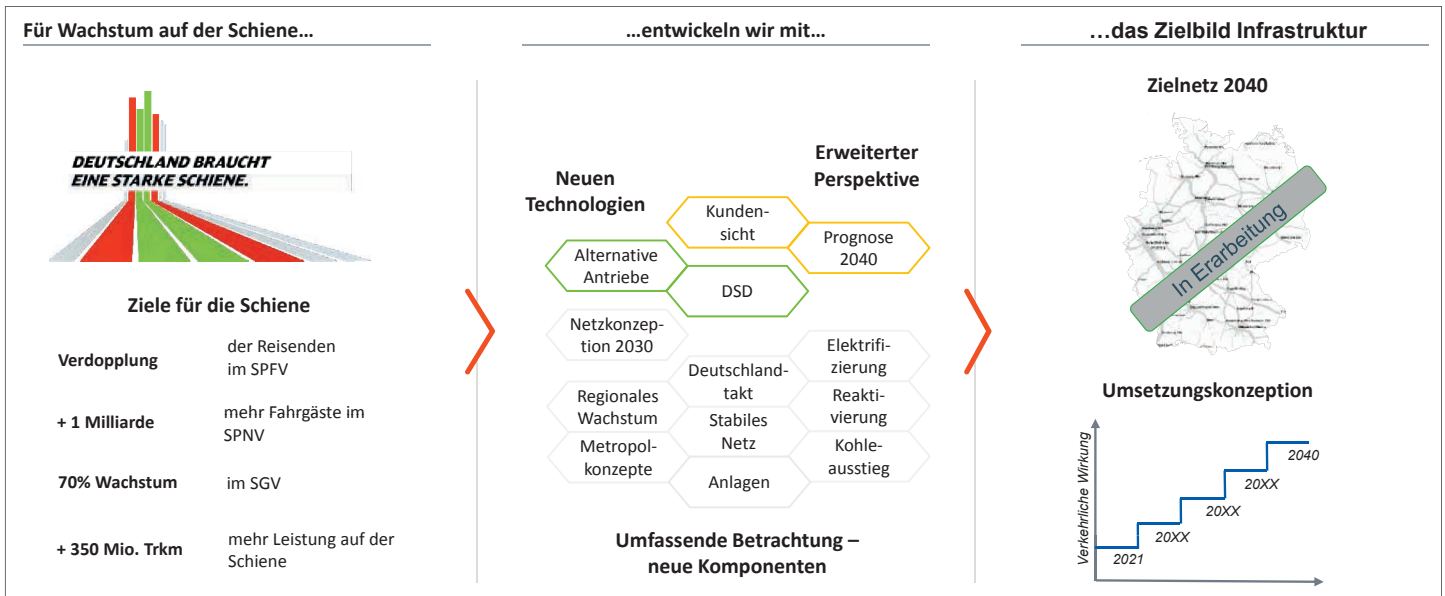 Für Wachstum auf der Schiene...
DEUTSCHLAND BRAUCHT
EINE STARKE SCHIENE.
Ziele für die Schiene
Verdopplung
der Reisenden
im SPFV
+ 1 Milliarde
mehr Fahrgäste im
SPNV
70% Wachstum
im SGV
+ 350 Mio. Trkm
mehr Leistung auf der
Schiene
...entwickeln wir mit...
Neuen
Technologien
Erweiterter
Perspektive
Kunden-
sicht
Prognose
2040
Alternative
Antriebe
DSD
Netzkonzep-
tion 2030
Elektrifi-
zierung
Deutschland-
takt
Regionales
Wachstum
Reakti-
vierung
Stabiles
Netz
Metropol-
konzepte
Kohle-
ausstieg
Anlagen
Umfassende Betrachtung –
neue Komponenten
...das Zielbild Infrastruktur
Zielnetz 2040
In Erarbeitung
Umsetzungskonzeption
Verkehrliche Wirkung
2021
20XX
20XX
20XX
2040